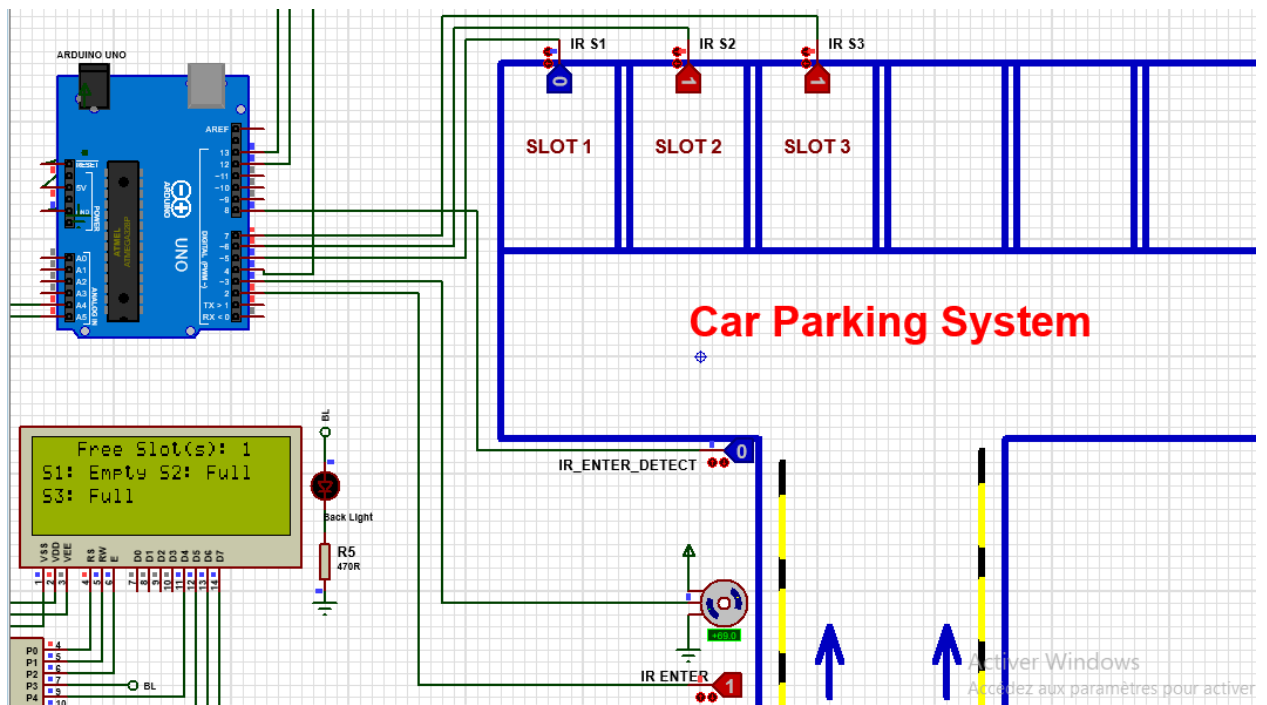 IR S1
IR S2
IR S3
ARDUINO UNO
0
1
1
AREF
13
12
~11
~10
~9
8
RESET
5V
GND
POWER
ATMEL
ATMEGA328P
ARDUINO
UNO
DIGITAL (PWM ~)
7
~6
~5
4
~3
2
TX > 1
RX < 0
A0
A1
A2
A3
A4
A5
ANALOG IN
SLOT 1
SLOT 2
SLOT 3
Car Parking System
Free Slot(s): 1
S1: Empty S2: Full
S3: Full
BL
Back Light
R5
470R
IR_ENTER_DETECT
0
VSS
VDD
VEE
RS
RW
E
D0
D1
D2
D3
D4
D5
D6
D7
1
2
3
4
5
6
7
8
9
10
11
12
13
14
+69.0
IR ENTER
1
P0
P1
P2
P3
P4
4
5
6
7
9
10
BL
Activer Windows
Accédez aux paramètres pour activer